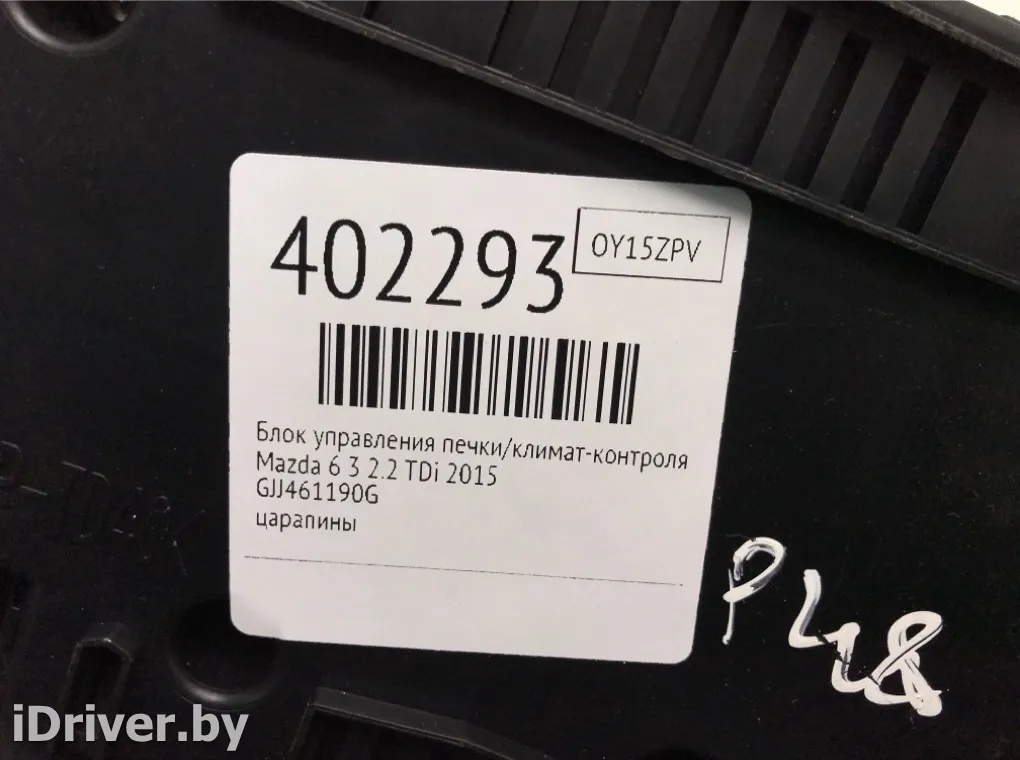 402293
OY15ZPV
Блок управления печки/климат-контроля
Mazda 6 3 2.2 TDi 2015
GJJ461190G
царапины
iDriver.by